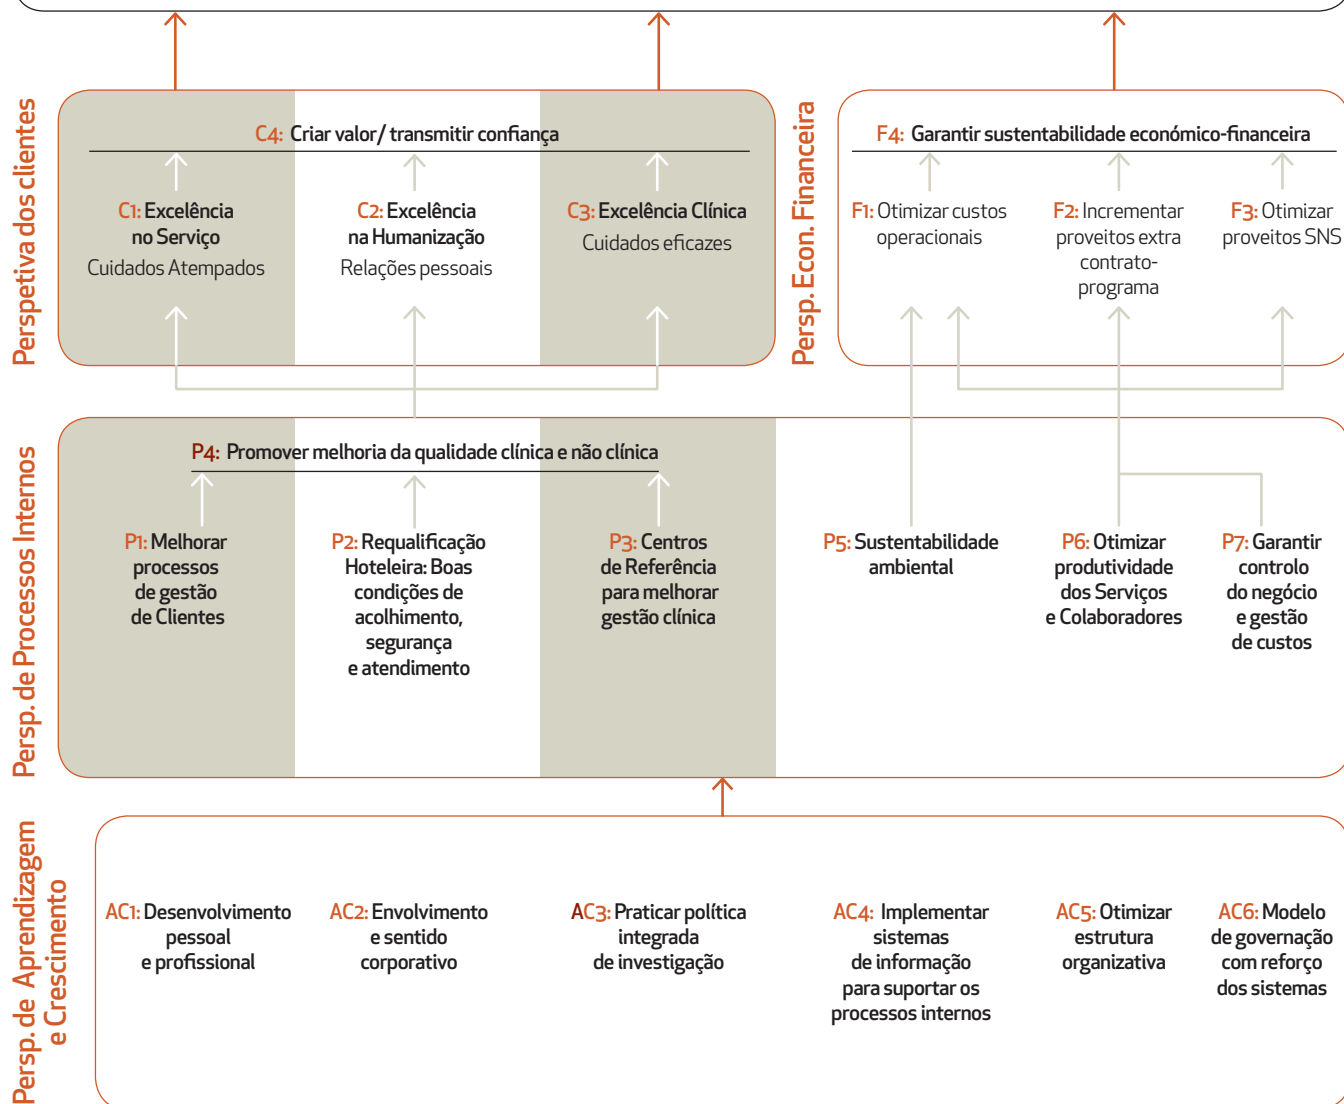 Perspetiva dos clientes
C4: Criar valor/ transmitir confiança
C1: Excelência
no Serviço
Cuidados Atempados
C2: Excelência
na Humanização
Relações pessoais
C3: Excelência Clínica
Cuidados eficazes
Persp. Econ. Financeira
F4: Garantir sustentabilidade económico-financeira
F1: Otimizar custos
operacionais
F2: Incrementar
proveitos extra
contrato-
programa
F3: Otimizar
proveitos SNS
Persp. de Processos Internos
P4: Promover melhoria da qualidade clínica e não clínica
P1: Melhorar
processos
de gestão
de Clientes
P2: Requalificação
Hoteleira: Boas
condições de
acolhimento,
segurança
e atendimento
P3: Centros
de Referência
para melhorar
gestão clínica
P5: Sustentabilidade
ambiental
P6: Otimizar
produtividade
dos Serviços
e Colaboradores
P7: Garantir
controlo
do negócio
e gestão
de custos
Persp. de Aprendizagem
e Crescimento
AC1: Desenvolvimento
pessoal
e profissional
AC2: Envolvimento
e sentido
corporativo
AC3: Praticar política
integrada
de investigação
AC4: Implementar
sistemas
de informação
para suportar os
processos internos
AC5: Otimizar
estrutura
organizativa
AC6: Modelo
de governação
com reforço
dos sistemas